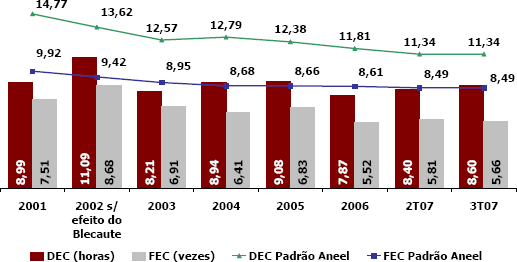 14,77 13,62 12,57 12,79 12,38 11,81 11,34 11,34
9,92 9,42 8,95 8,68 8,66 8,61 8,49 8,49
8,99 7,51 11,09 8,68 8,21 6,91 8,94 6,41 9,08 6,83 7,87 5,52 8,40 5,81 8,60 5,66
2001 2002 s/ 2003 2004 2005 2006 2T07 3T07
efeito do
Blecaute
DEC (horas) FEC (vezes) DEC Padrão Aneel FEC Padrão Aneel